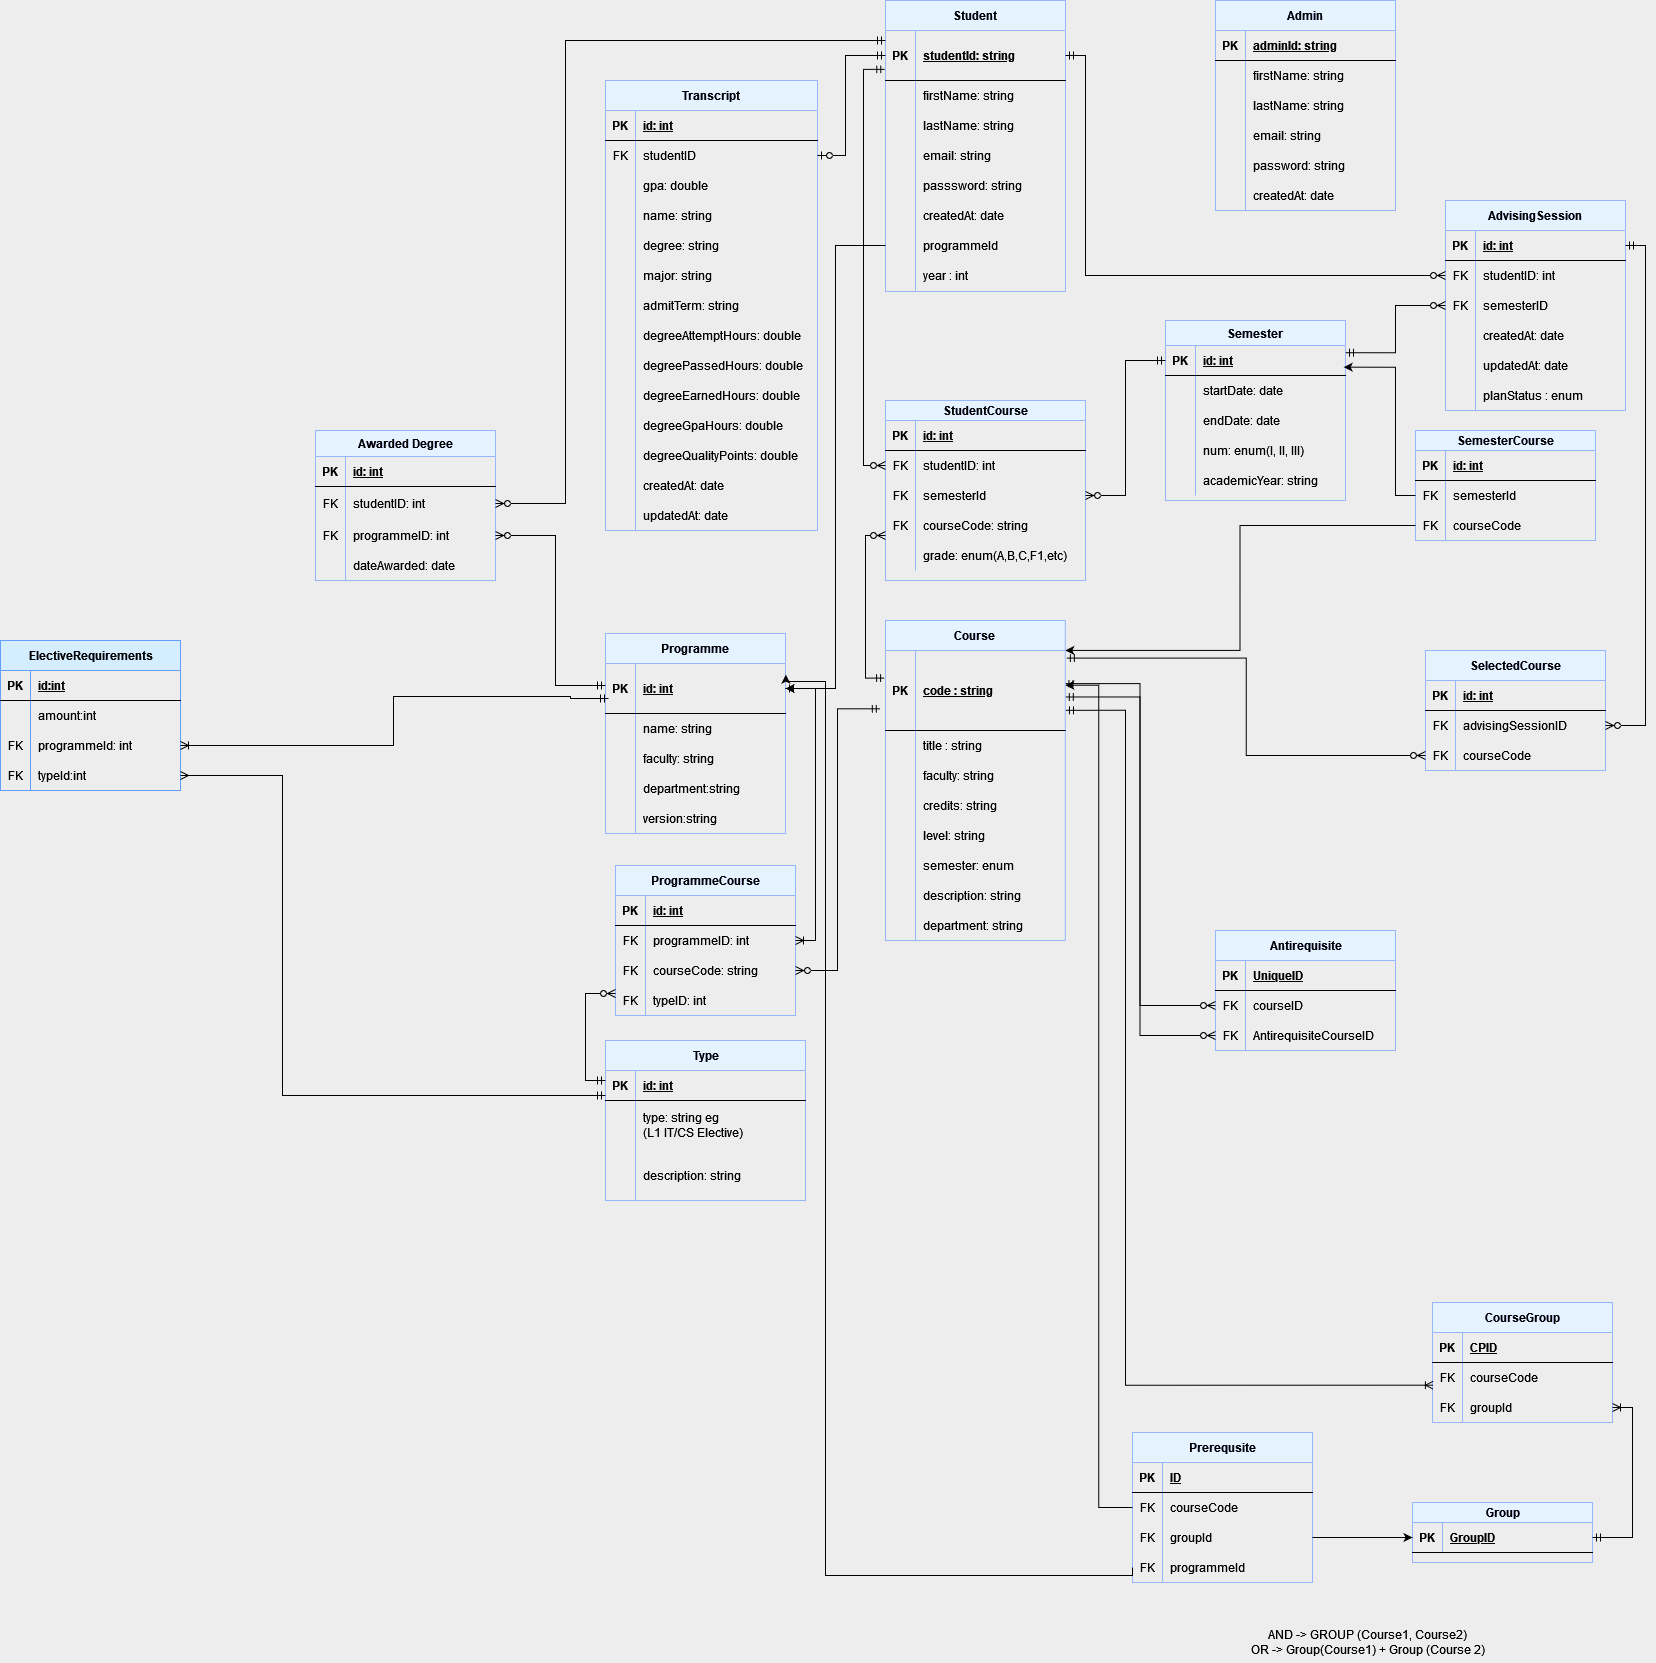 Student
PK studentId: string
firstName: string
lastName: string
email: string
passsword: string
createdAt: date
programmeId
year : int
Admin
PK adminId: string
firstName: string
lastName: string
email: string
password: string
createdAt: date
Transcript
PK id: int
FK studentID
gpa: double
name: string
degree: string
major: string
admitTerm: string
degreeAttemptHours: double
degreePassedHours: double
degreeEarnedHours: double
degreeGpaHours: double
degreeQualityPoints: double
createdAt: date
updatedAt: date
AdvisingSession
PK id: int
FK studentID: int
FK semesterID
createdAt: date
updatedAt: date
planStatus : enum
Semester
PK id: int
startDate: date
endDate: date
num: enum(I, II, III)
academicYear: string
StudentCourse
PK id: int
FK studentID: int
FK semesterId
FK courseCode: string
grade: enum(A,B,C,F1,etc)
SemesterCourse
PK id: int
FK semesterId
FK courseCode
Awarded Degree
PK id: int
FK studentID: int
FK programmeID: int
dateAwarded: date
ElectiveRequirements
PK id:int
amount:int
FK programmeId: int
FK typeId:int
Programme
PK id: int
name: string
faculty: string
department:string
version:string
Course
PK code : string
title : string
faculty: string
credits: string
level: string
semester: enum
description: string
department: string
SelectedCourse
PK id: int
FK advisingSessionID
FK courseCode
ProgrammeCourse
PK id: int
FK programmeID: int
FK courseCode: string
FK typeID: int
Antirequisite
PK UniqueID
FK courseID
FK AntirequisiteCourseID
Type
PK id: int
type: string eg
(L1 IT/CS Elective)
description: string
CourseGroup
PK CPID
FK courseCode
FK groupId
Prerequsite
PK ID
FK courseCode
FK groupId
FK programmeId
Group
PK GroupID
AND -> GROUP (Course1, Course2)
OR -> Group(Course1) + Group (Course 2)